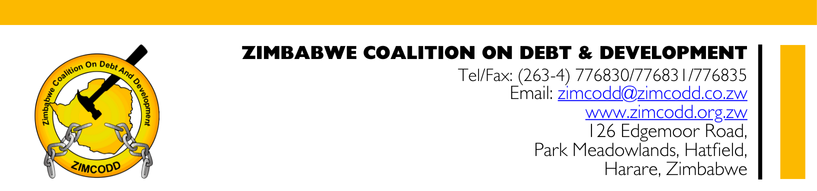 Zimbabwe Coalition On Debt And Development
ZIMCODD
ZIMBABWE COALITION ON DEBT & DEVELOPMENT
Tel/Fax: (263-4) 776830/776831/776835
Email: zimcodd@zimcodd.co.zw
www.zimcodd.org.zw
126 Edgemoor Road,
Park Meadowlands, Hatfield,
Harare, Zimbabwe